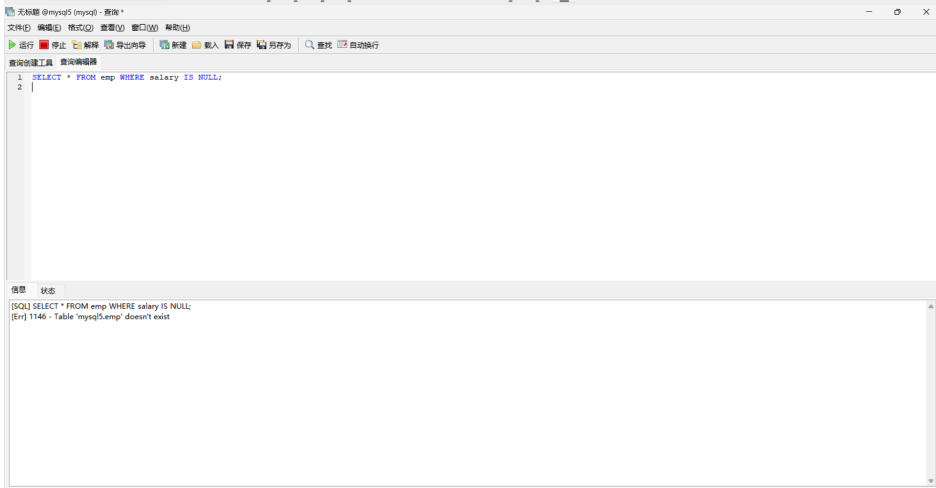 无标题 @mysql5 (mysql) - 查询 *
文件(F) 编辑(E) 格式(O) 查看(V) 窗口(W) 帮助(H)
运行 停止 解释 导出向导 新建 载入 保存 另存为 查找 自动换行
查询创建工具 查询编辑器
1 SELECT * FROM emp WHERE salary IS NULL;
2
信息 状态
[SQL] SELECT * FROM emp WHERE salary IS NULL;
[Err] 1146 - Table 'mysql5.emp' doesn't exist